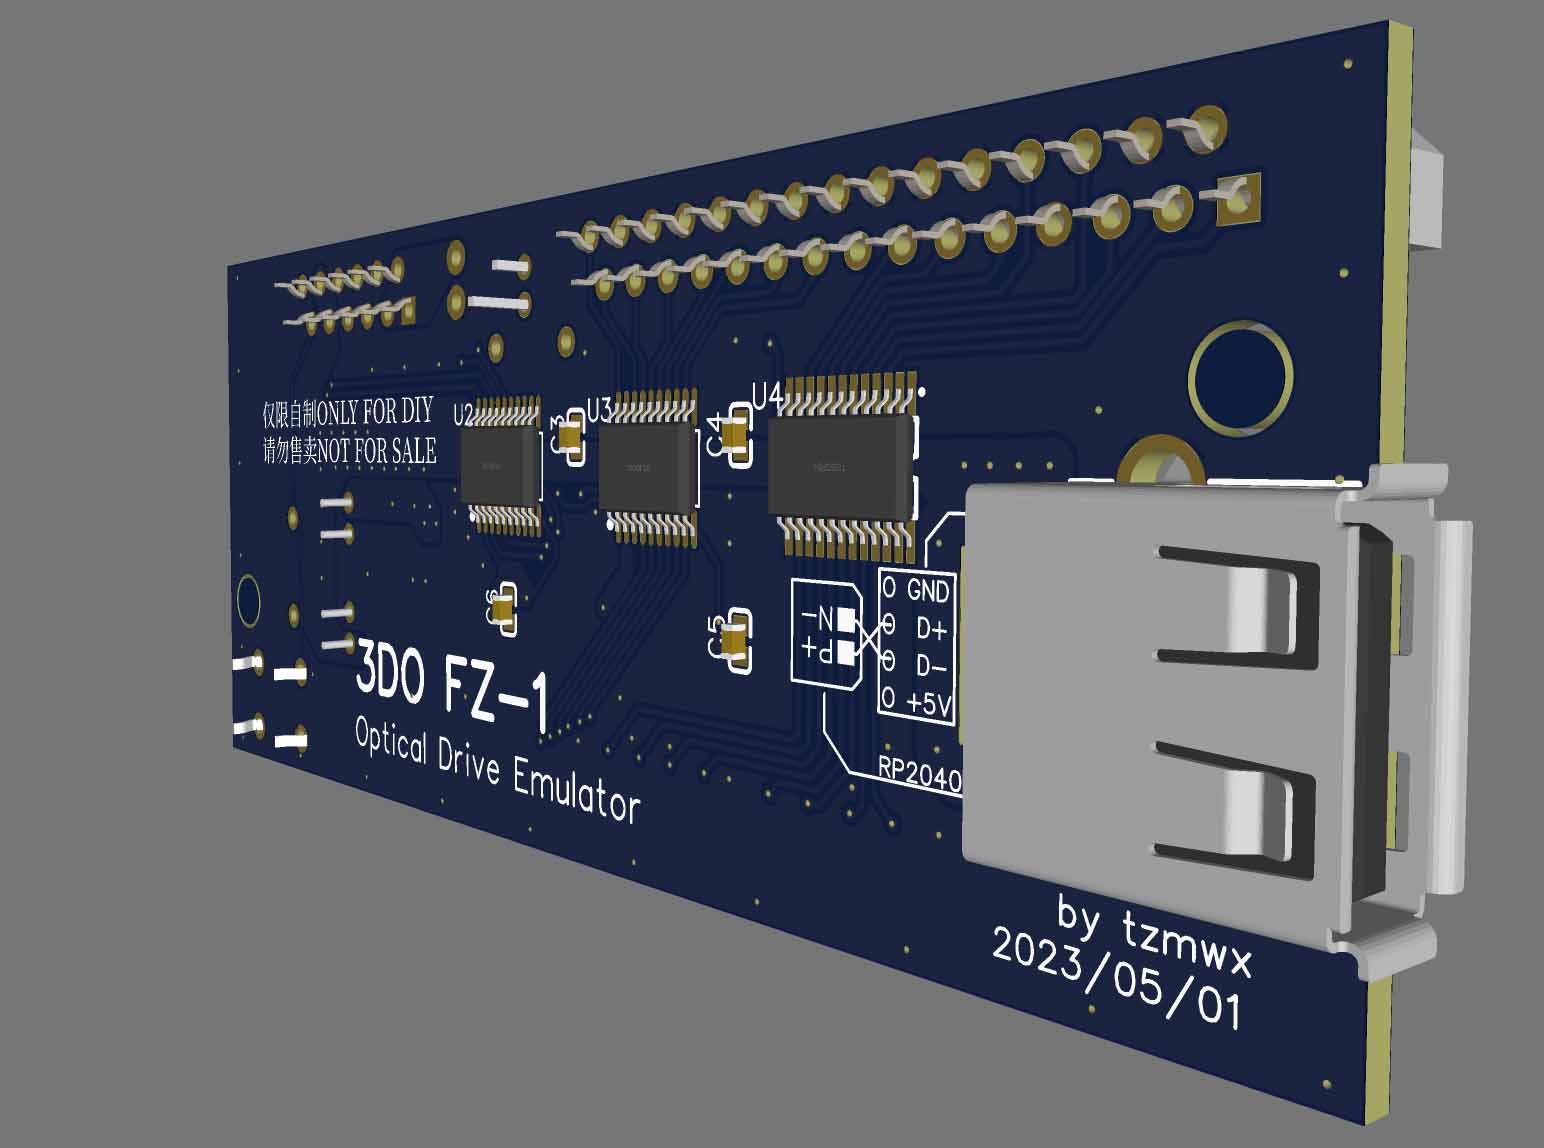 仅限自制ONLY FOR DIY
请勿售卖NOT FOR SALE
U2
C3
U3
C4
U4
C6
C5
N-
P+
GND
D+
D-
+5V
RP2040
3DO FZ-1
Optical Drive Emulator
by tzmwx
2023/05/01